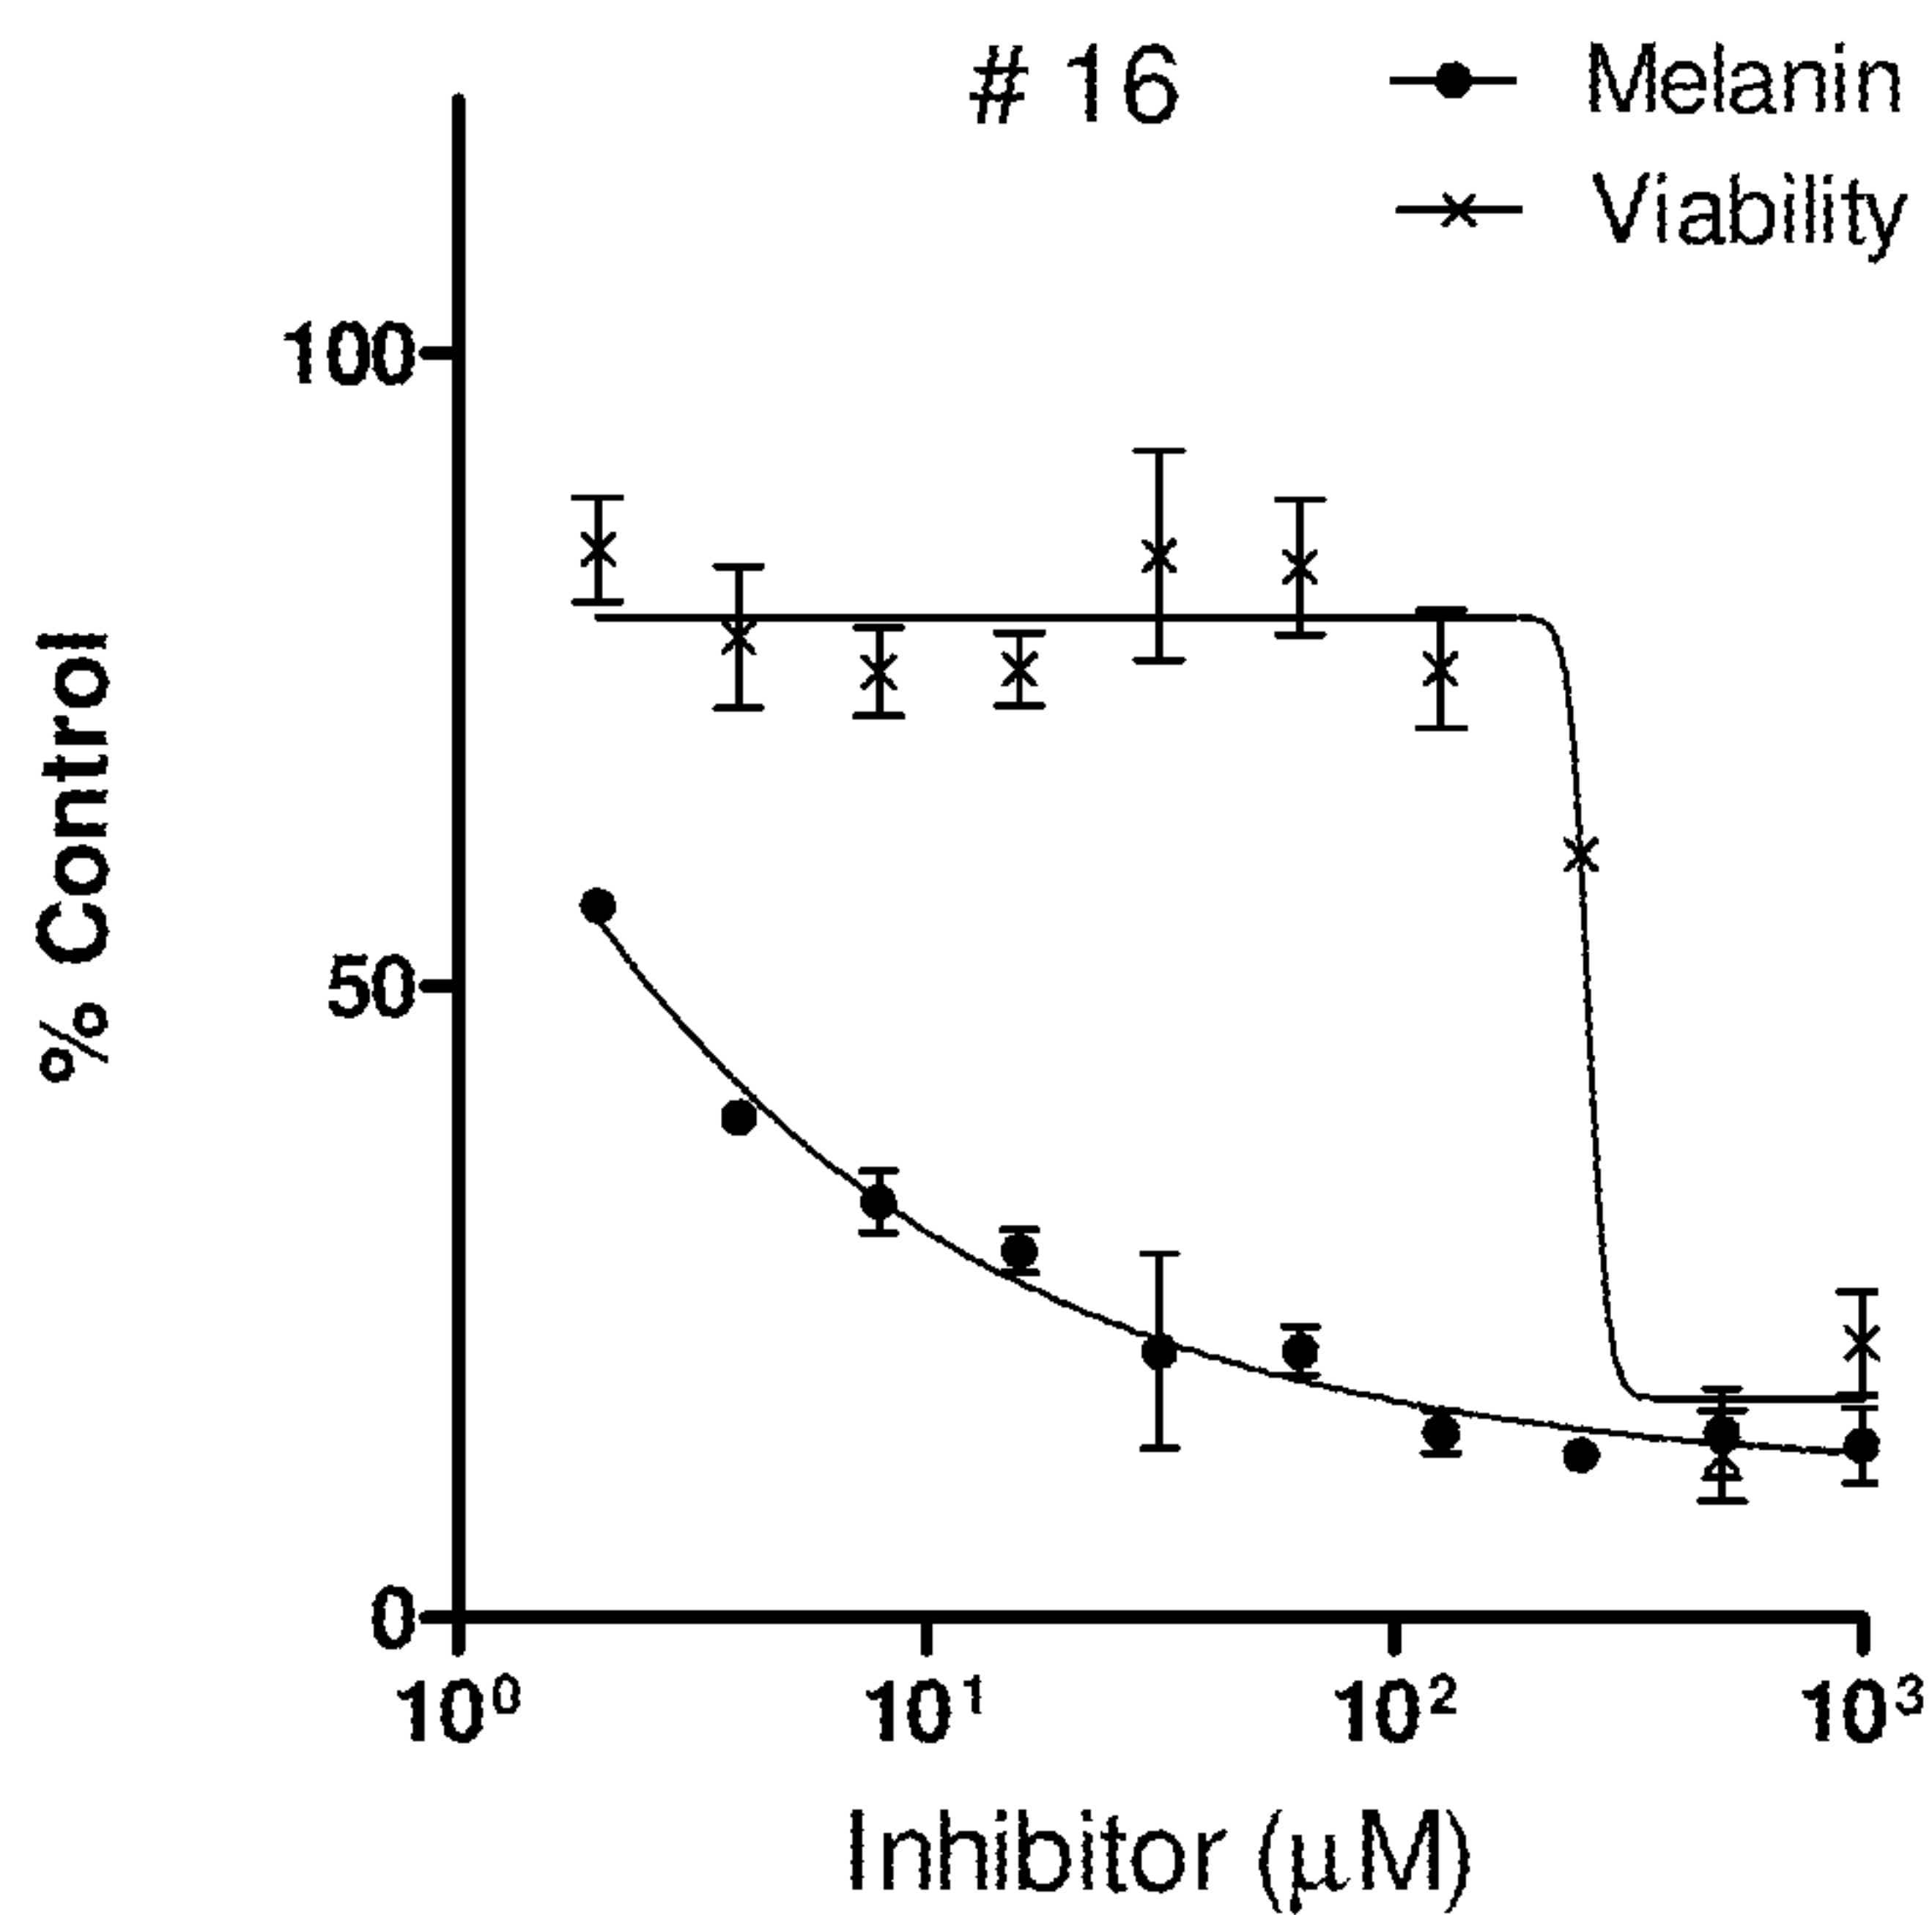 # 16
Melanin
Viability
% Control
100
50
0
10⁰ 10¹ 10² 10³
Inhibitor (μM)